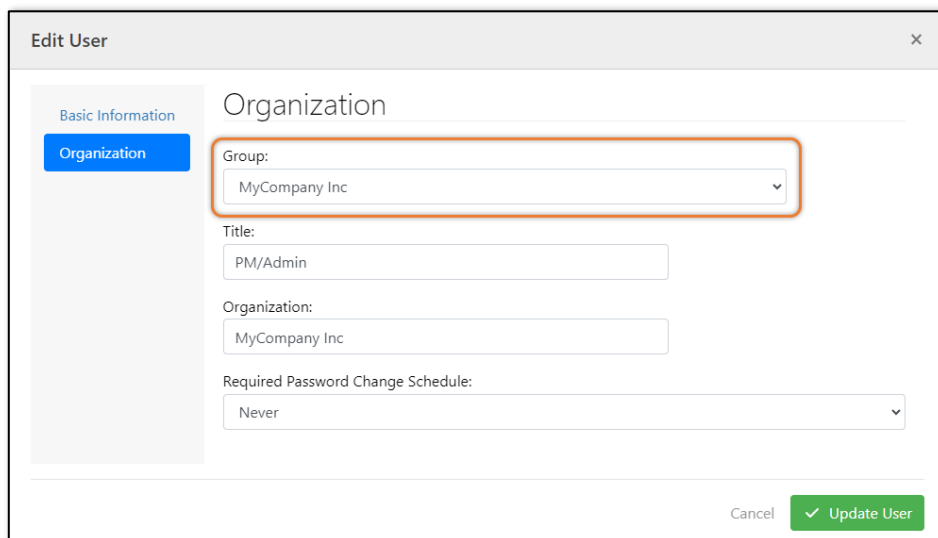 Edit User
×
Basic Information
Organization
Organization
Group:
MyCompany Inc
Title:
PM/Admin
Organization:
MyCompany Inc
Required Password Change Schedule:
Never
Cancel
Update User